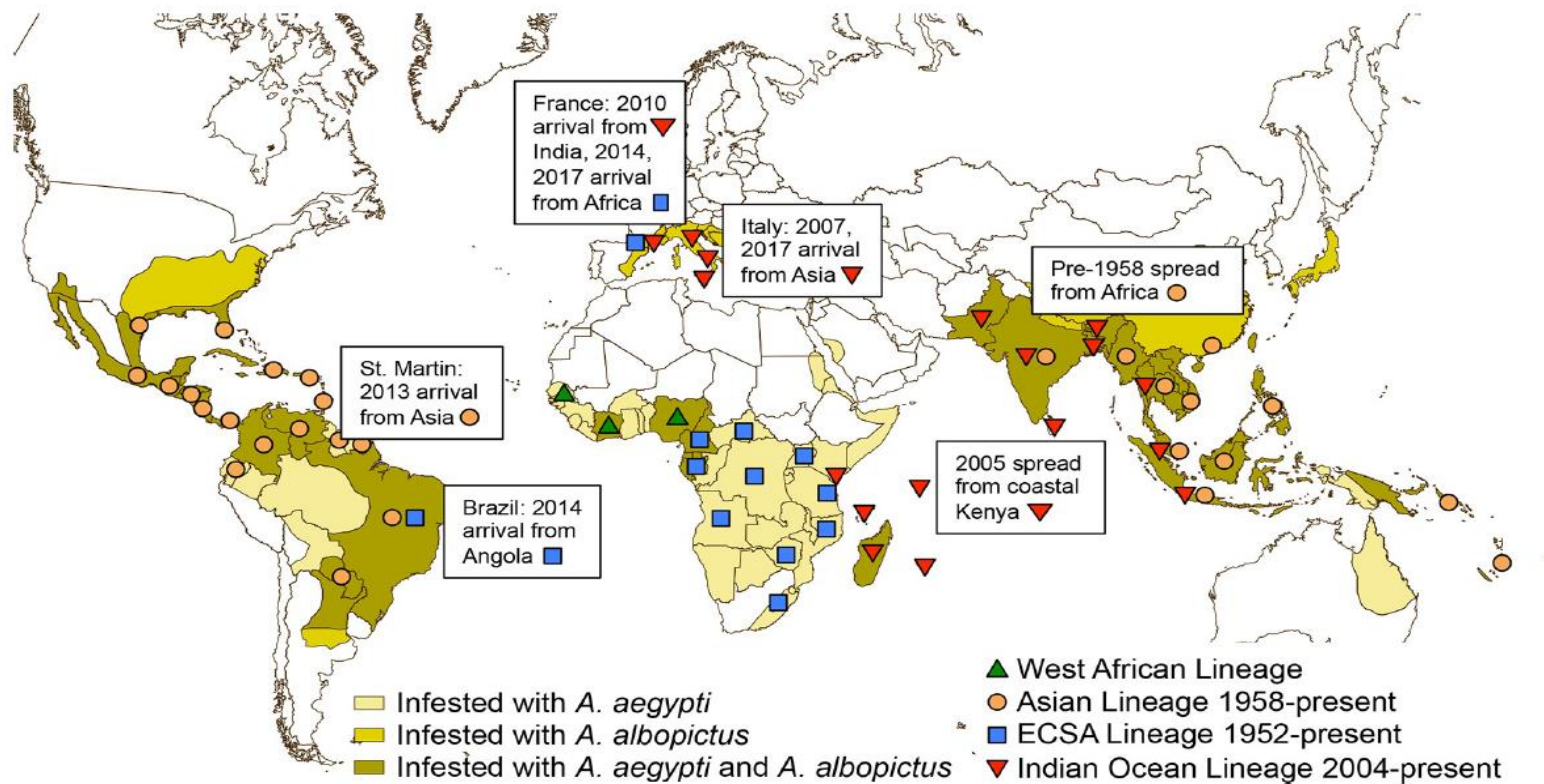 France: 2010
arrival from
India, 2014,
2017 arrival
from Africa
Italy: 2007,
2017 arrival
from Asia
Pre-1958 spread
from Africa
St. Martin:
2013 arrival
from Asia
2005 spread
from coastal
Kenya
Brazil: 2014
arrival from
Angola
Infested with A. aegypti
Infested with A. albopictus
Infested with A. aegypti and A. albopictus
West African Lineage
Asian Lineage 1958-present
ECSA Lineage 1952-present
Indian Ocean Lineage 2004-present